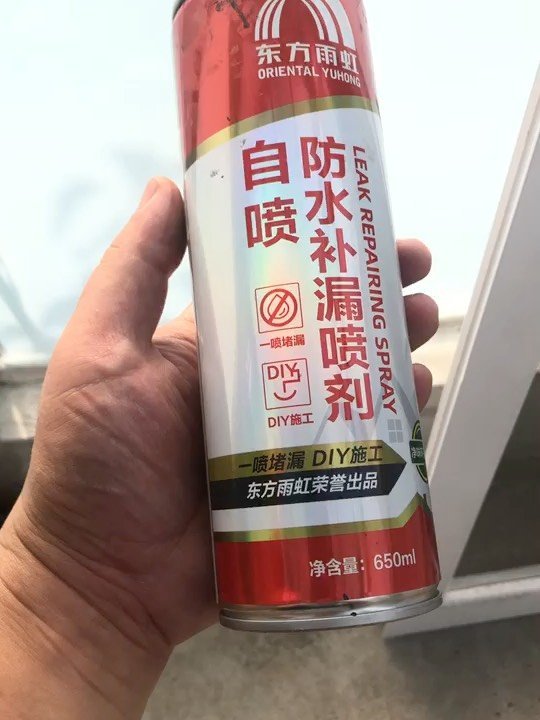 东方雨虹
ORIENTAL YUHONG
自喷
防水补漏喷剂
LEAK REPAIRING SPRAY
一喷堵漏
DIY
DIY施工
一喷堵漏 DIY施工
东方雨虹荣誉出品
净含量：650ml